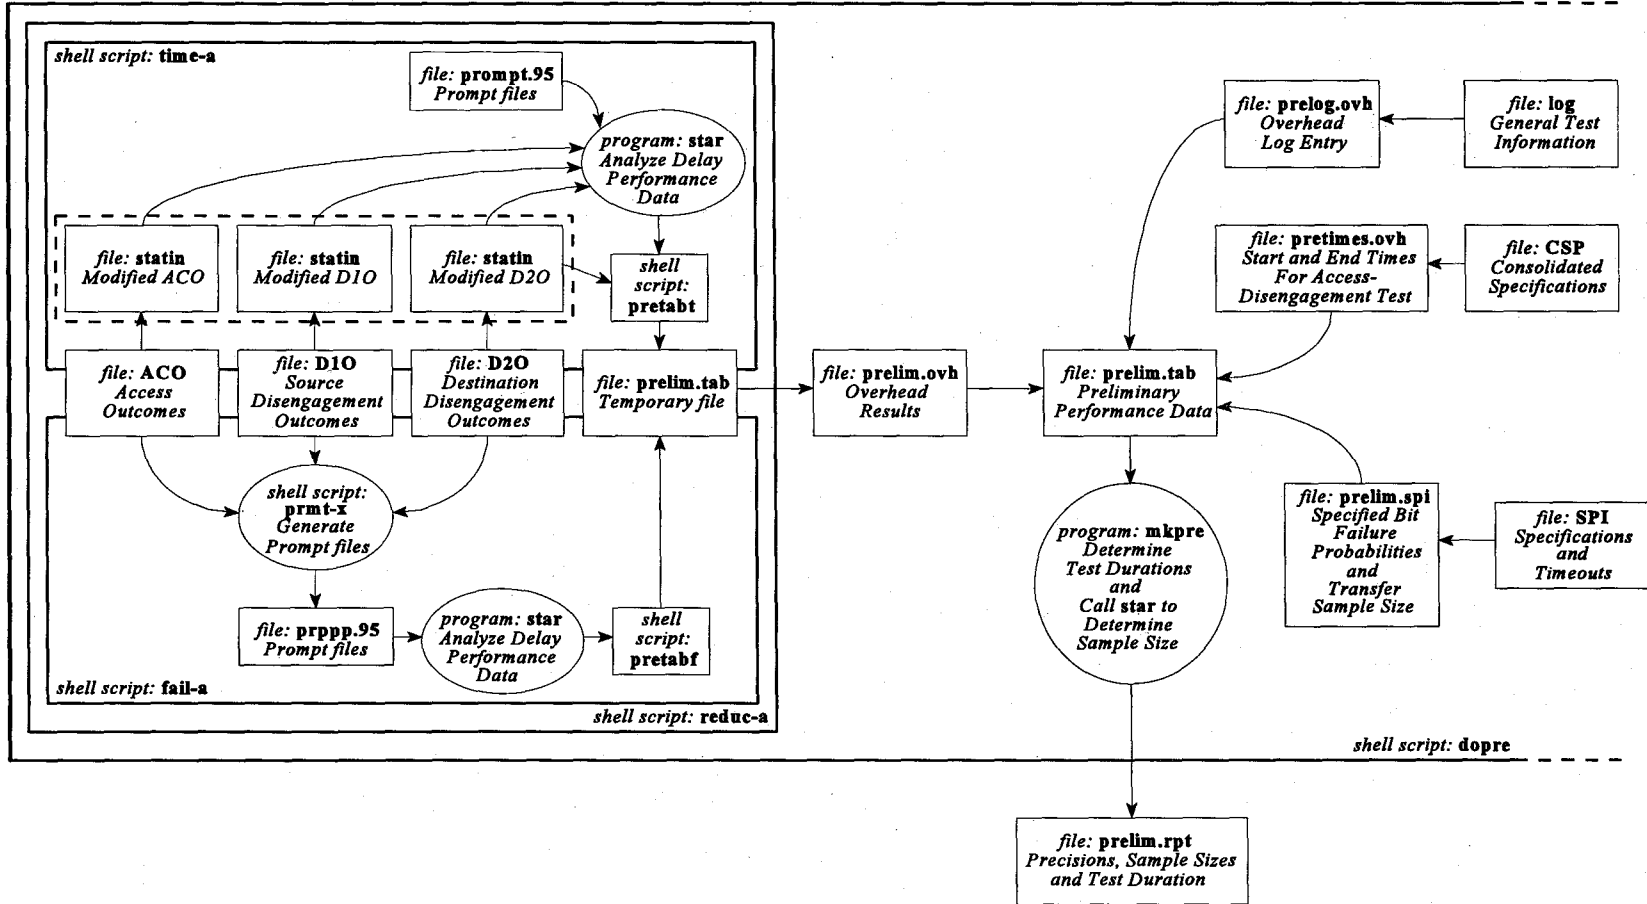 shell script: time-a
file: prompt.95
Prompt files
program: star
Analyze Delay
Performance
Data
file: statin
Modified ACO
file: statin
Modified D1O
file: statin
Modified D2O
shell
script:
pretabt
file: ACO
Access
Outcomes
file: D1O
Source
Disengagement
Outcomes
file: D2O
Destination
Disengagement
Outcomes
file: prelim.tab
Temporary file
shell script:
prmt-x
Generate
Prompt files
file: prppp.95
Prompt files
program: star
Analyze Delay
Performance
Data
shell
script:
pretabf
shell script: fail-a
shell script: reduc-a
file: prelim.ovh
Overhead
Results
file: prelog.ovh
Overhead
Log Entry
file: log
General Test
Information
file: pretimes.ovh
Start and End Times
For Access-
Disengagement Test
file: CSP
Consolidated
Specifications
file: prelim.tab
Preliminary
Performance Data
file: prelim.spi
Specified Bit
Failure
Probabilities
and
Transfer
Sample Size
file: SPI
Specifications
and
Timeouts
program: mkpre
Determine
Test Durations
and
Call star to
Determine
Sample Size
shell script: dopre
file: prelim.rpt
Precisions, Sample Sizes
and Test Duration